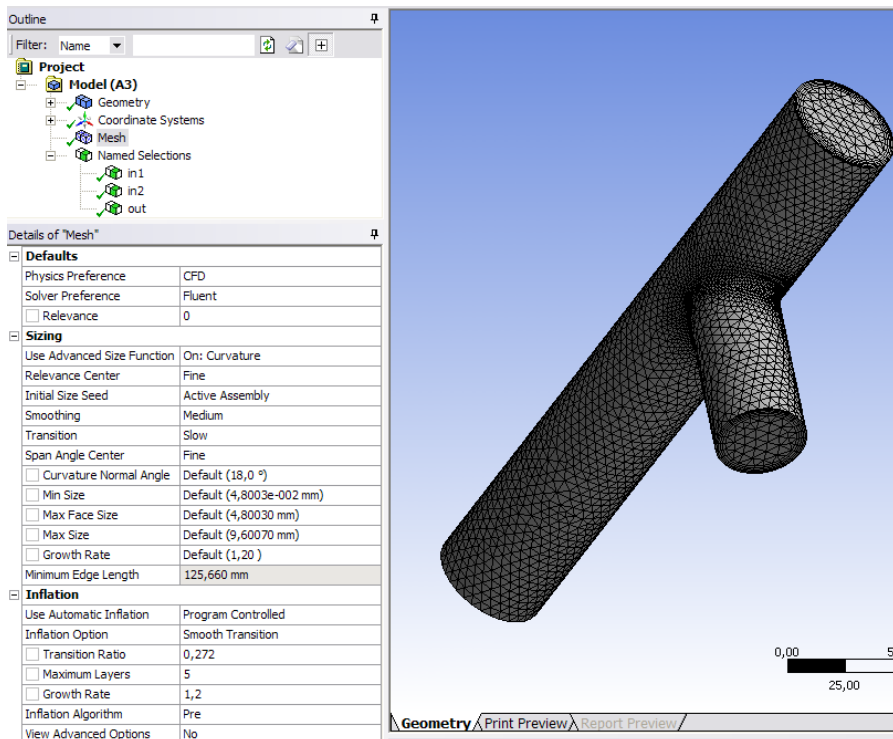 Outline
Filter: Name
Project
Model (A3)
Geometry
Coordinate Systems
Mesh
Named Selections
in1
in2
out
Details of "Mesh"
Defaults
Physics Preference CFD
Solver Preference Fluent
Relevance 0
Sizing
Use Advanced Size Function On: Curvature
Relevance Center Fine
Initial Size Seed Active Assembly
Smoothing Medium
Transition Slow
Span Angle Center Fine
Curvature Normal Angle Default (18,0 °)
Min Size Default (4,8003e-002 mm)
Max Face Size Default (4,80030 mm)
Max Size Default (9,60070 mm)
Growth Rate Default (1,20 )
Minimum Edge Length 125,660 mm
Inflation
Use Automatic Inflation Program Controlled
Inflation Option Smooth Transition
Transition Ratio 0,272
Maximum Layers 5
Growth Rate 1,2
Inflation Algorithm Pre
View Advanced Options No
0,00 5
25,00
Geometry Print Preview Report Preview